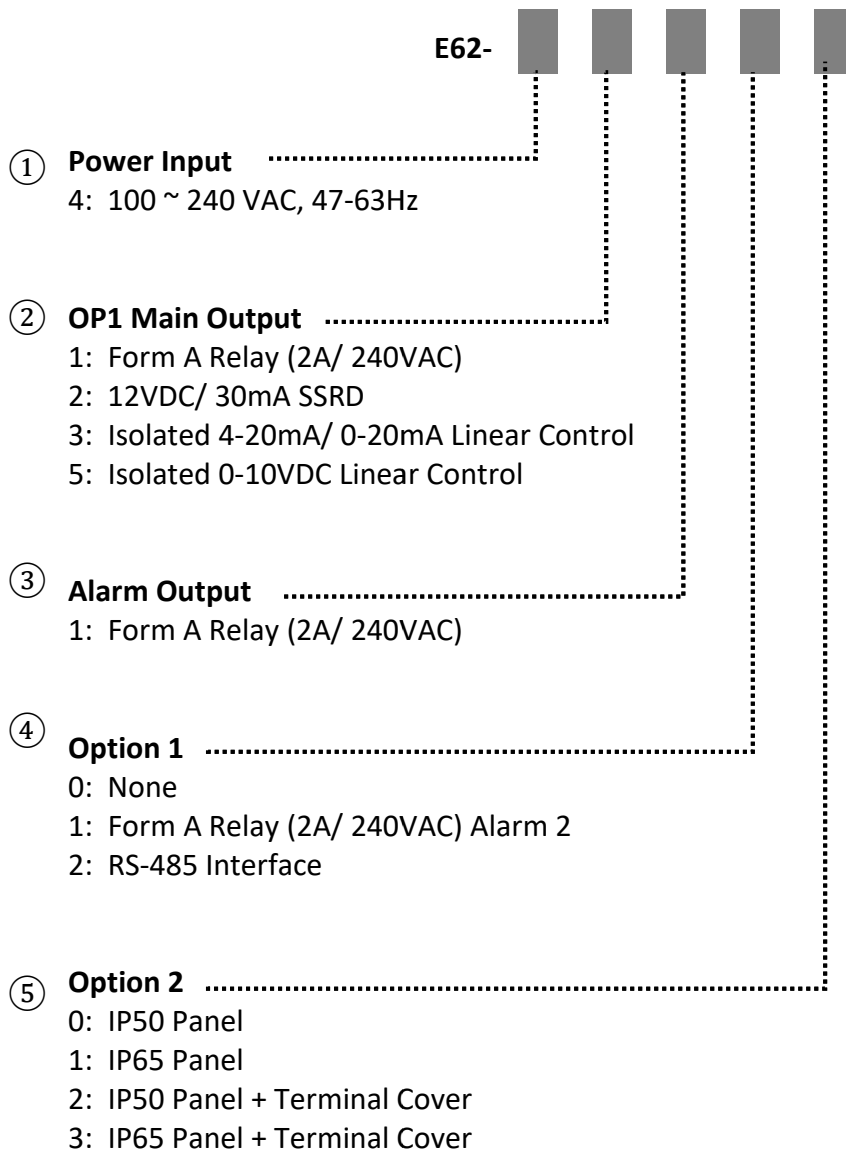 E62-
① Power Input
4: 100 ~ 240 VAC, 47-63Hz
② OP1 Main Output
1: Form A Relay (2A/ 240VAC)
2: 12VDC/ 30mA SSRD
3: Isolated 4-20mA/ 0-20mA Linear Control
5: Isolated 0-10VDC Linear Control
③ Alarm Output
1: Form A Relay (2A/ 240VAC)
④ Option 1
0: None
1: Form A Relay (2A/ 240VAC) Alarm 2
2: RS-485 Interface
⑤ Option 2
0: IP50 Panel
1: IP65 Panel
2: IP50 Panel + Terminal Cover
3: IP65 Panel + Terminal Cover